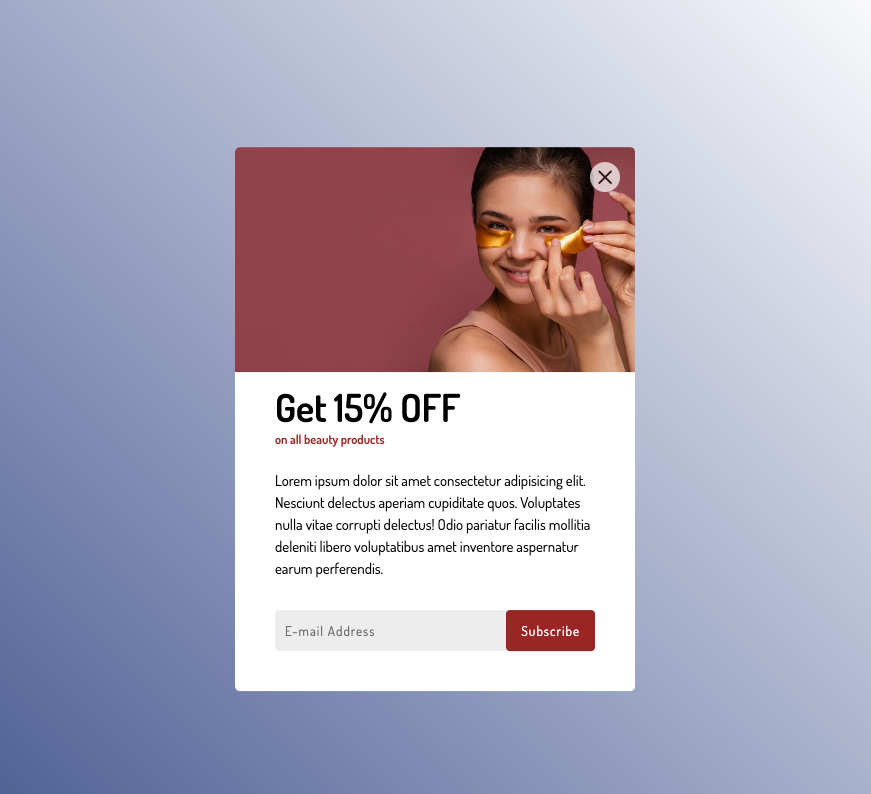 Get 15% OFF
on all beauty products
Lorem ipsum dolor sit amet consectetur adipisicing elit.
Nesciunt delectus aperiam cupiditate quos. Voluptates
nulla vitae corrupti delectus! Odio pariatur facilis mollitia
deleniti libero voluptatibus amet inventore aspernatur
earum perferendis.
E-mail Address
Subscribe